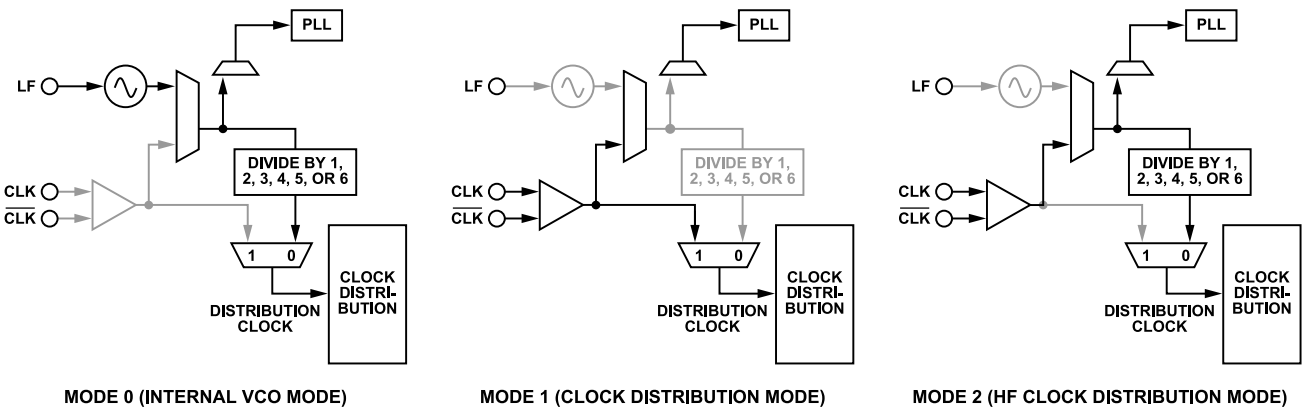 PLL
LF
DIVIDE BY 1,
2, 3, 4, 5, OR 6
CLK
CLK
1 0
DISTRIBUTION
CLOCK
CLOCK
DISTRI-
BUTION
MODE 0 (INTERNAL VCO MODE)
PLL
LF
DIVIDE BY 1,
2, 3, 4, 5, OR 6
CLK
CLK
1 0
DISTRIBUTION
CLOCK
CLOCK
DISTRI-
BUTION
MODE 1 (CLOCK DISTRIBUTION MODE)
PLL
LF
DIVIDE BY 1,
2, 3, 4, 5, OR 6
CLK
CLK
1 0
DISTRIBUTION
CLOCK
CLOCK
DISTRI-
BUTION
MODE 2 (HF CLOCK DISTRIBUTION MODE)